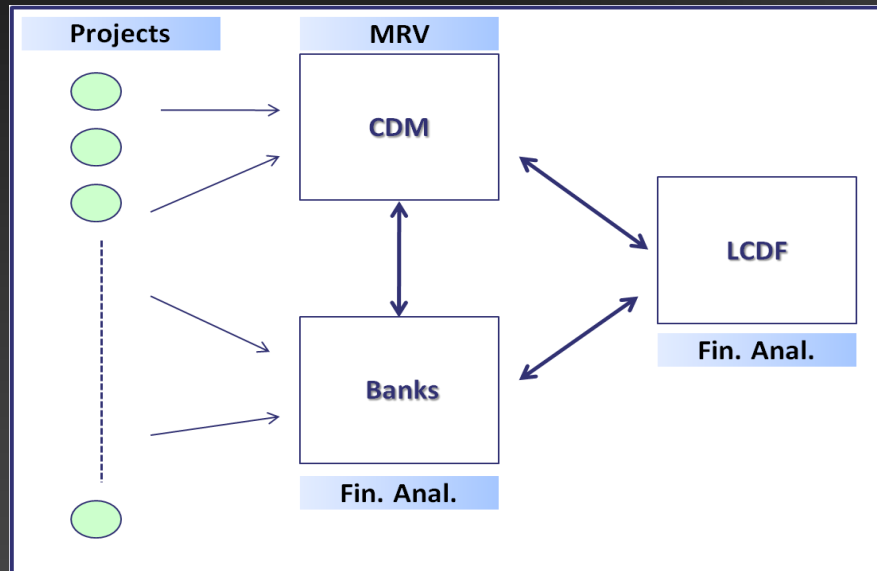 Projects
MRV
CDM
LCDF
Fin. Anal.
Banks
Fin. Anal.